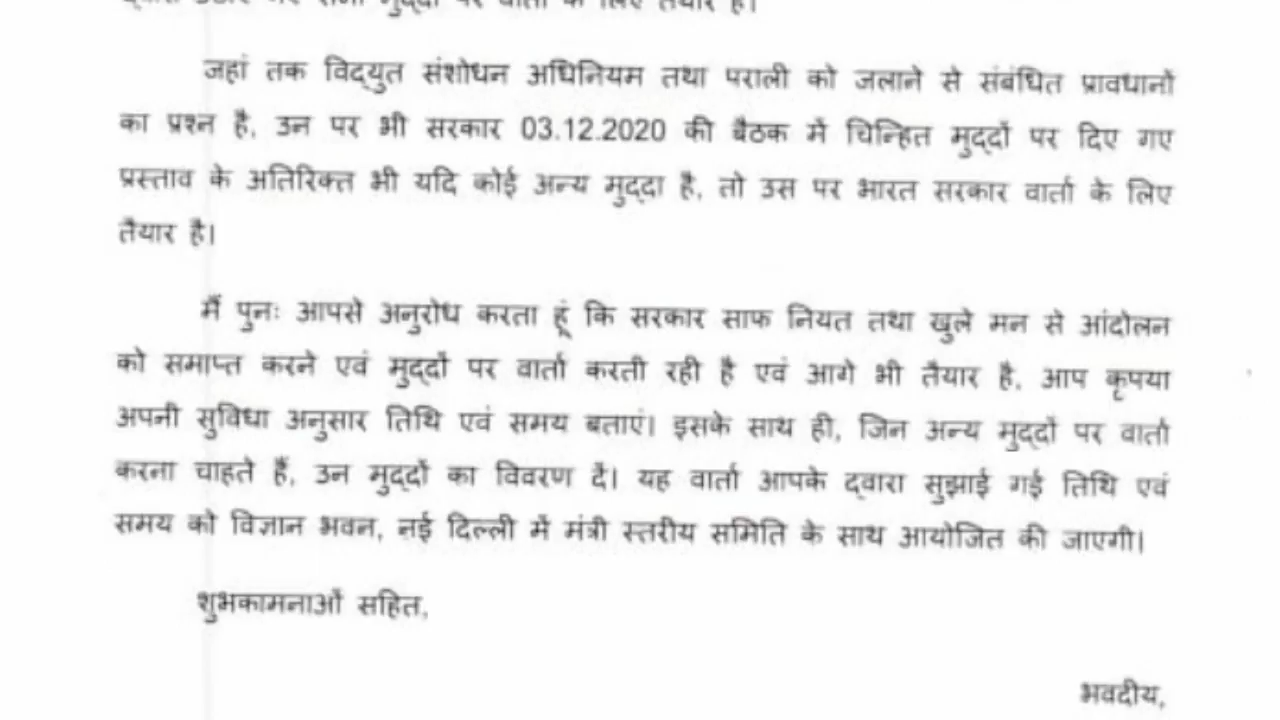 मुद्दों पर वार्ता के लिए तैयार है।
जहां तक विद्युत संशोधन अधिनियम तथा पराली को जलाने से संबंधित प्रावधानों
का प्रश्न है, उन पर भी सरकार 03.12.2020 की बैठक में चिन्हित मुद्दों पर दिए गए
प्रस्ताव के अतिरिक्त भी यदि कोई अन्य मुद्दा है, तो उस पर भारत सरकार वार्ता के लिए
तैयार है।
मैं पुनः आपसे अनुरोध करता हूं कि सरकार साफ नियत तथा खुले मन से आंदोलन
को समाप्त करने एवं मुद्दों पर वार्ता करती रही है एवं आगे भी तैयार है, आप कृपया
अपनी सुविधा अनुसार तिथि एवं समय बताएं। इसके साथ ही, जिन अन्य मुद्दों पर वार्ता
करना चाहते हैं, उन मुद्दों का विवरण दें। यह वार्ता आपके द्वारा सुझाई गई तिथि एवं
समय को विज्ञान भवन, नई दिल्ली में मंत्री स्तरीय समिति के साथ आयोजित की जाएगी।
शुभकामनाओं सहित,
भवदीय,